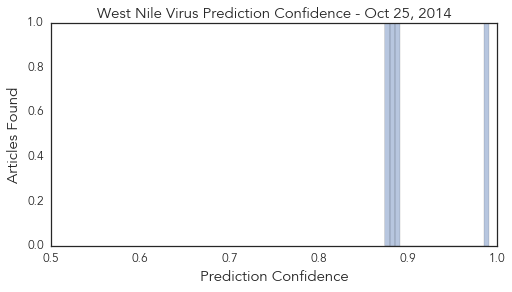 West Nile Virus Prediction Confidence - Oct 25, 2014
1.0
0.8
0.6
0.4
0.2
0.0
Articles Found
0.5 0.6 0.7 0.8 0.9 1.0
Prediction Confidence